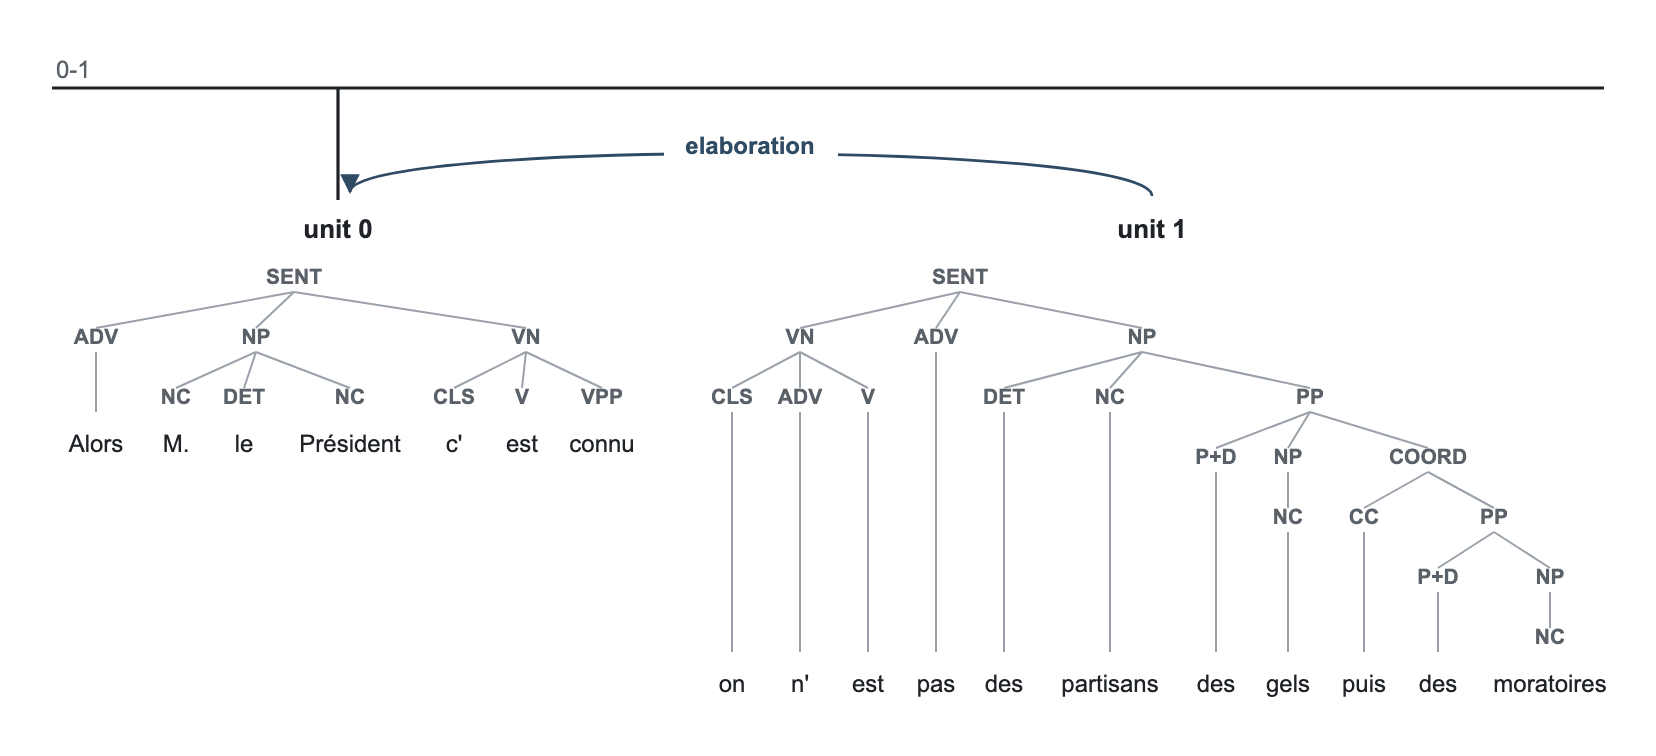 0-1
elaboration
unit 0 unit 1
SENT SENT
ADV NP VN VN ADV NP
NC DET NC CLS V VPP CLS ADV V DET NC PP
Alors M. le Président c' est connu
P+D NP COORD
NC CC PP
P+D NP
NC
on n' est pas des partisans des gels puis des moratoires